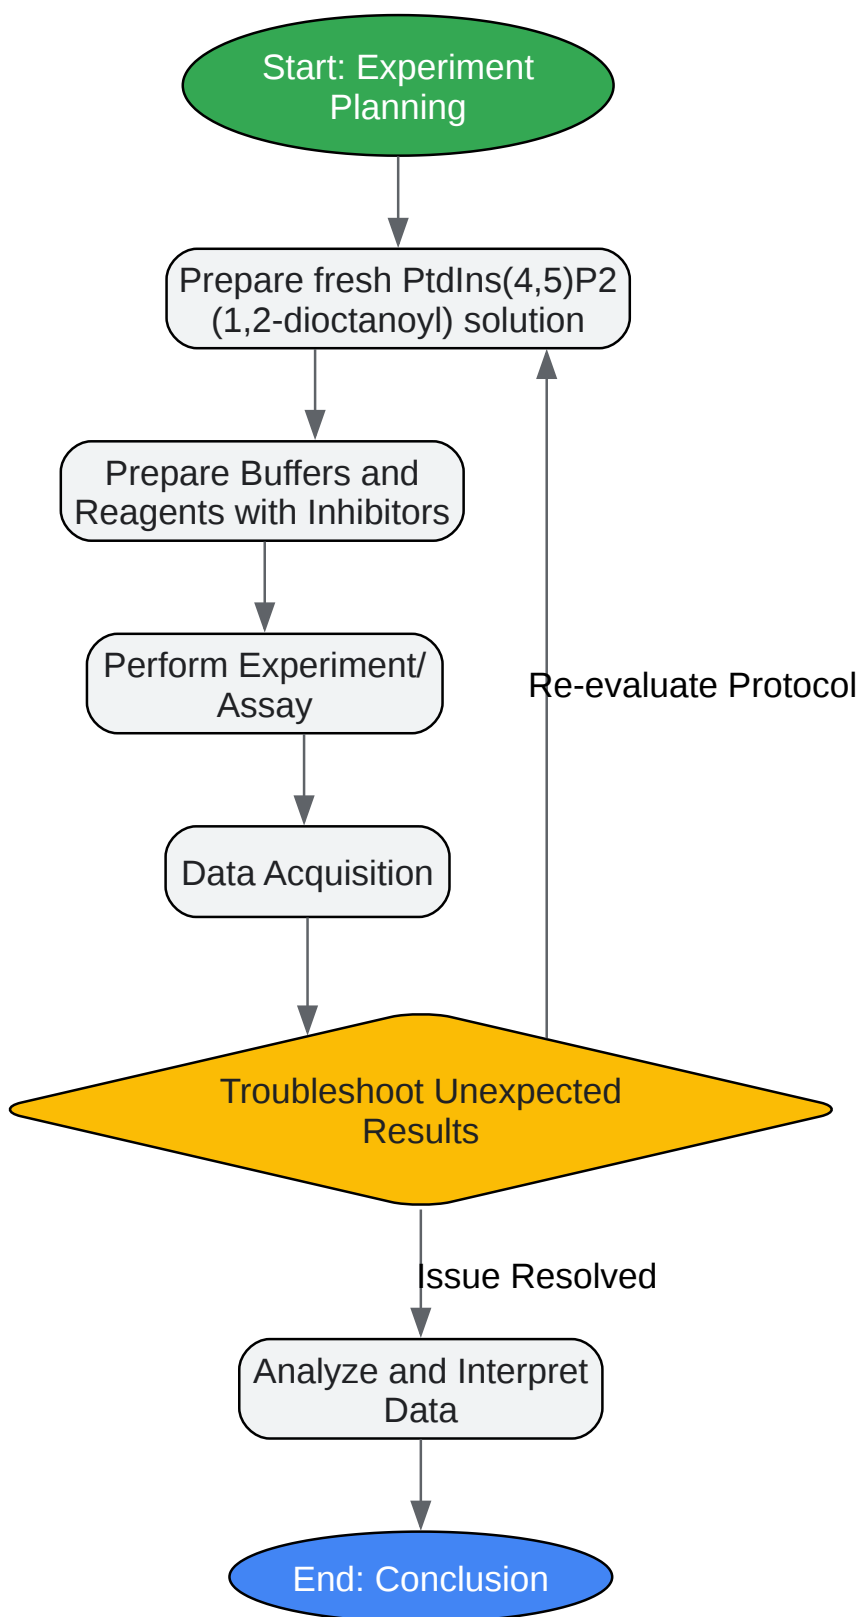 Start: Experiment
Planning
Prepare fresh PtdIns(4,5)P2
(1,2-dioctanoyl) solution
Prepare Buffers and
Reagents with Inhibitors
Perform Experiment/
Assay
Re-evaluate Protocol
Data Acquisition
Troubleshoot Unexpected
Results
Issue Resolved
Analyze and Interpret
Data
End: Conclusion